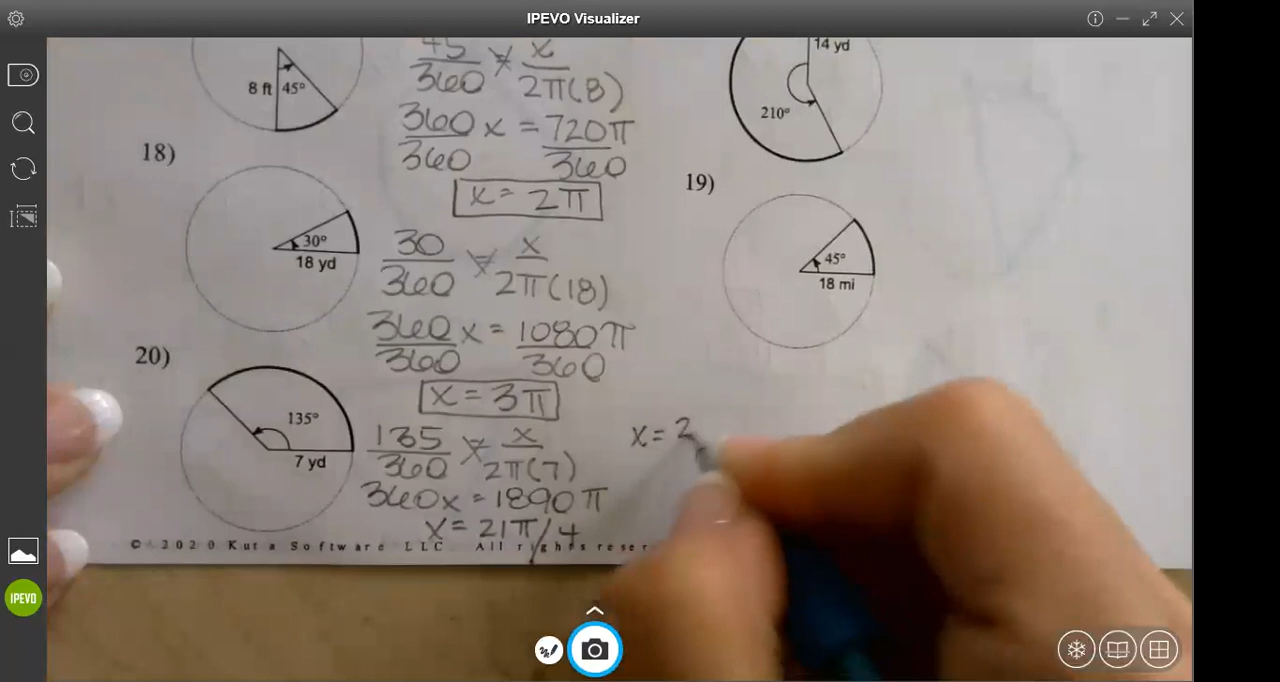 IPEVO Visualizer
8 ft 45°
45/360 = x/2π(8)
360x/360 = 720π/360
x = 2π
14 yd
210°
18)
30°
18 yd
30/360 = x/2π(18)
360x/360 = 1080π/360
x = 3π
19)
45°
18 mi
20)
135°
7 yd
135/360 = x/2π(7)
360x = 1890π
x = 21π/4
x = 2
© 2020 Kuta Software LLC. All rights
IPEVO